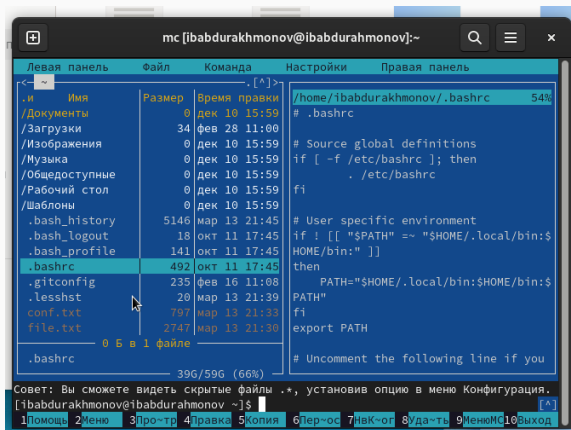 mc [ibabdurakhmonov@ibabdurahmonov]:~
Левая панель Файл Команда Настройки Правая панель
<— ~ .[^]>
.и Имя Размер Время правки
/Документы 0 дек 10 15:59
/Загрузки 34 фев 28 11:00
/Изображения 0 дек 10 15:59
/Музыка 0 дек 10 15:59
/Общедоступные 0 дек 10 15:59
/Рабочий стол 0 дек 10 15:59
/Шаблоны 0 дек 10 15:59
.bash_history 5146 мар 13 21:45
.bash_logout 18 окт 11 17:45
.bash_profile 141 окт 11 17:45
.bashrc 492 окт 11 17:45
.gitconfig 235 фев 16 11:08
.lesshst 20 мар 13 21:39
conf.txt 797 мар 13 21:33
file.txt 2747 мар 13 21:30
0 Б в 1 файле
.bashrc
39G/59G (66%)
/home/ibabdurakhmonov/.bashrc 54%
# .bashrc
# Source global definitions
if [ -f /etc/bashrc ]; then
. /etc/bashrc
fi
# User specific environment
if ! [[ "$PATH" =~ "$HOME/.local/bin:$
HOME/bin:" ]]
then
PATH="$HOME/.local/bin:$HOME/bin:$
PATH"
fi
export PATH
# Uncomment the following line if you
Совет: Вы сможете видеть скрытые файлы .*, установив опцию в меню Конфигурация.
[ibabdurakhmonov@ibabdurahmonov ~]$ [^]
1Помощь 2Меню 3Про~тр 4Правка 5Копия 6Пер~ос 7НвК~ог 8Уда~ть 9МенюМС 10Выход